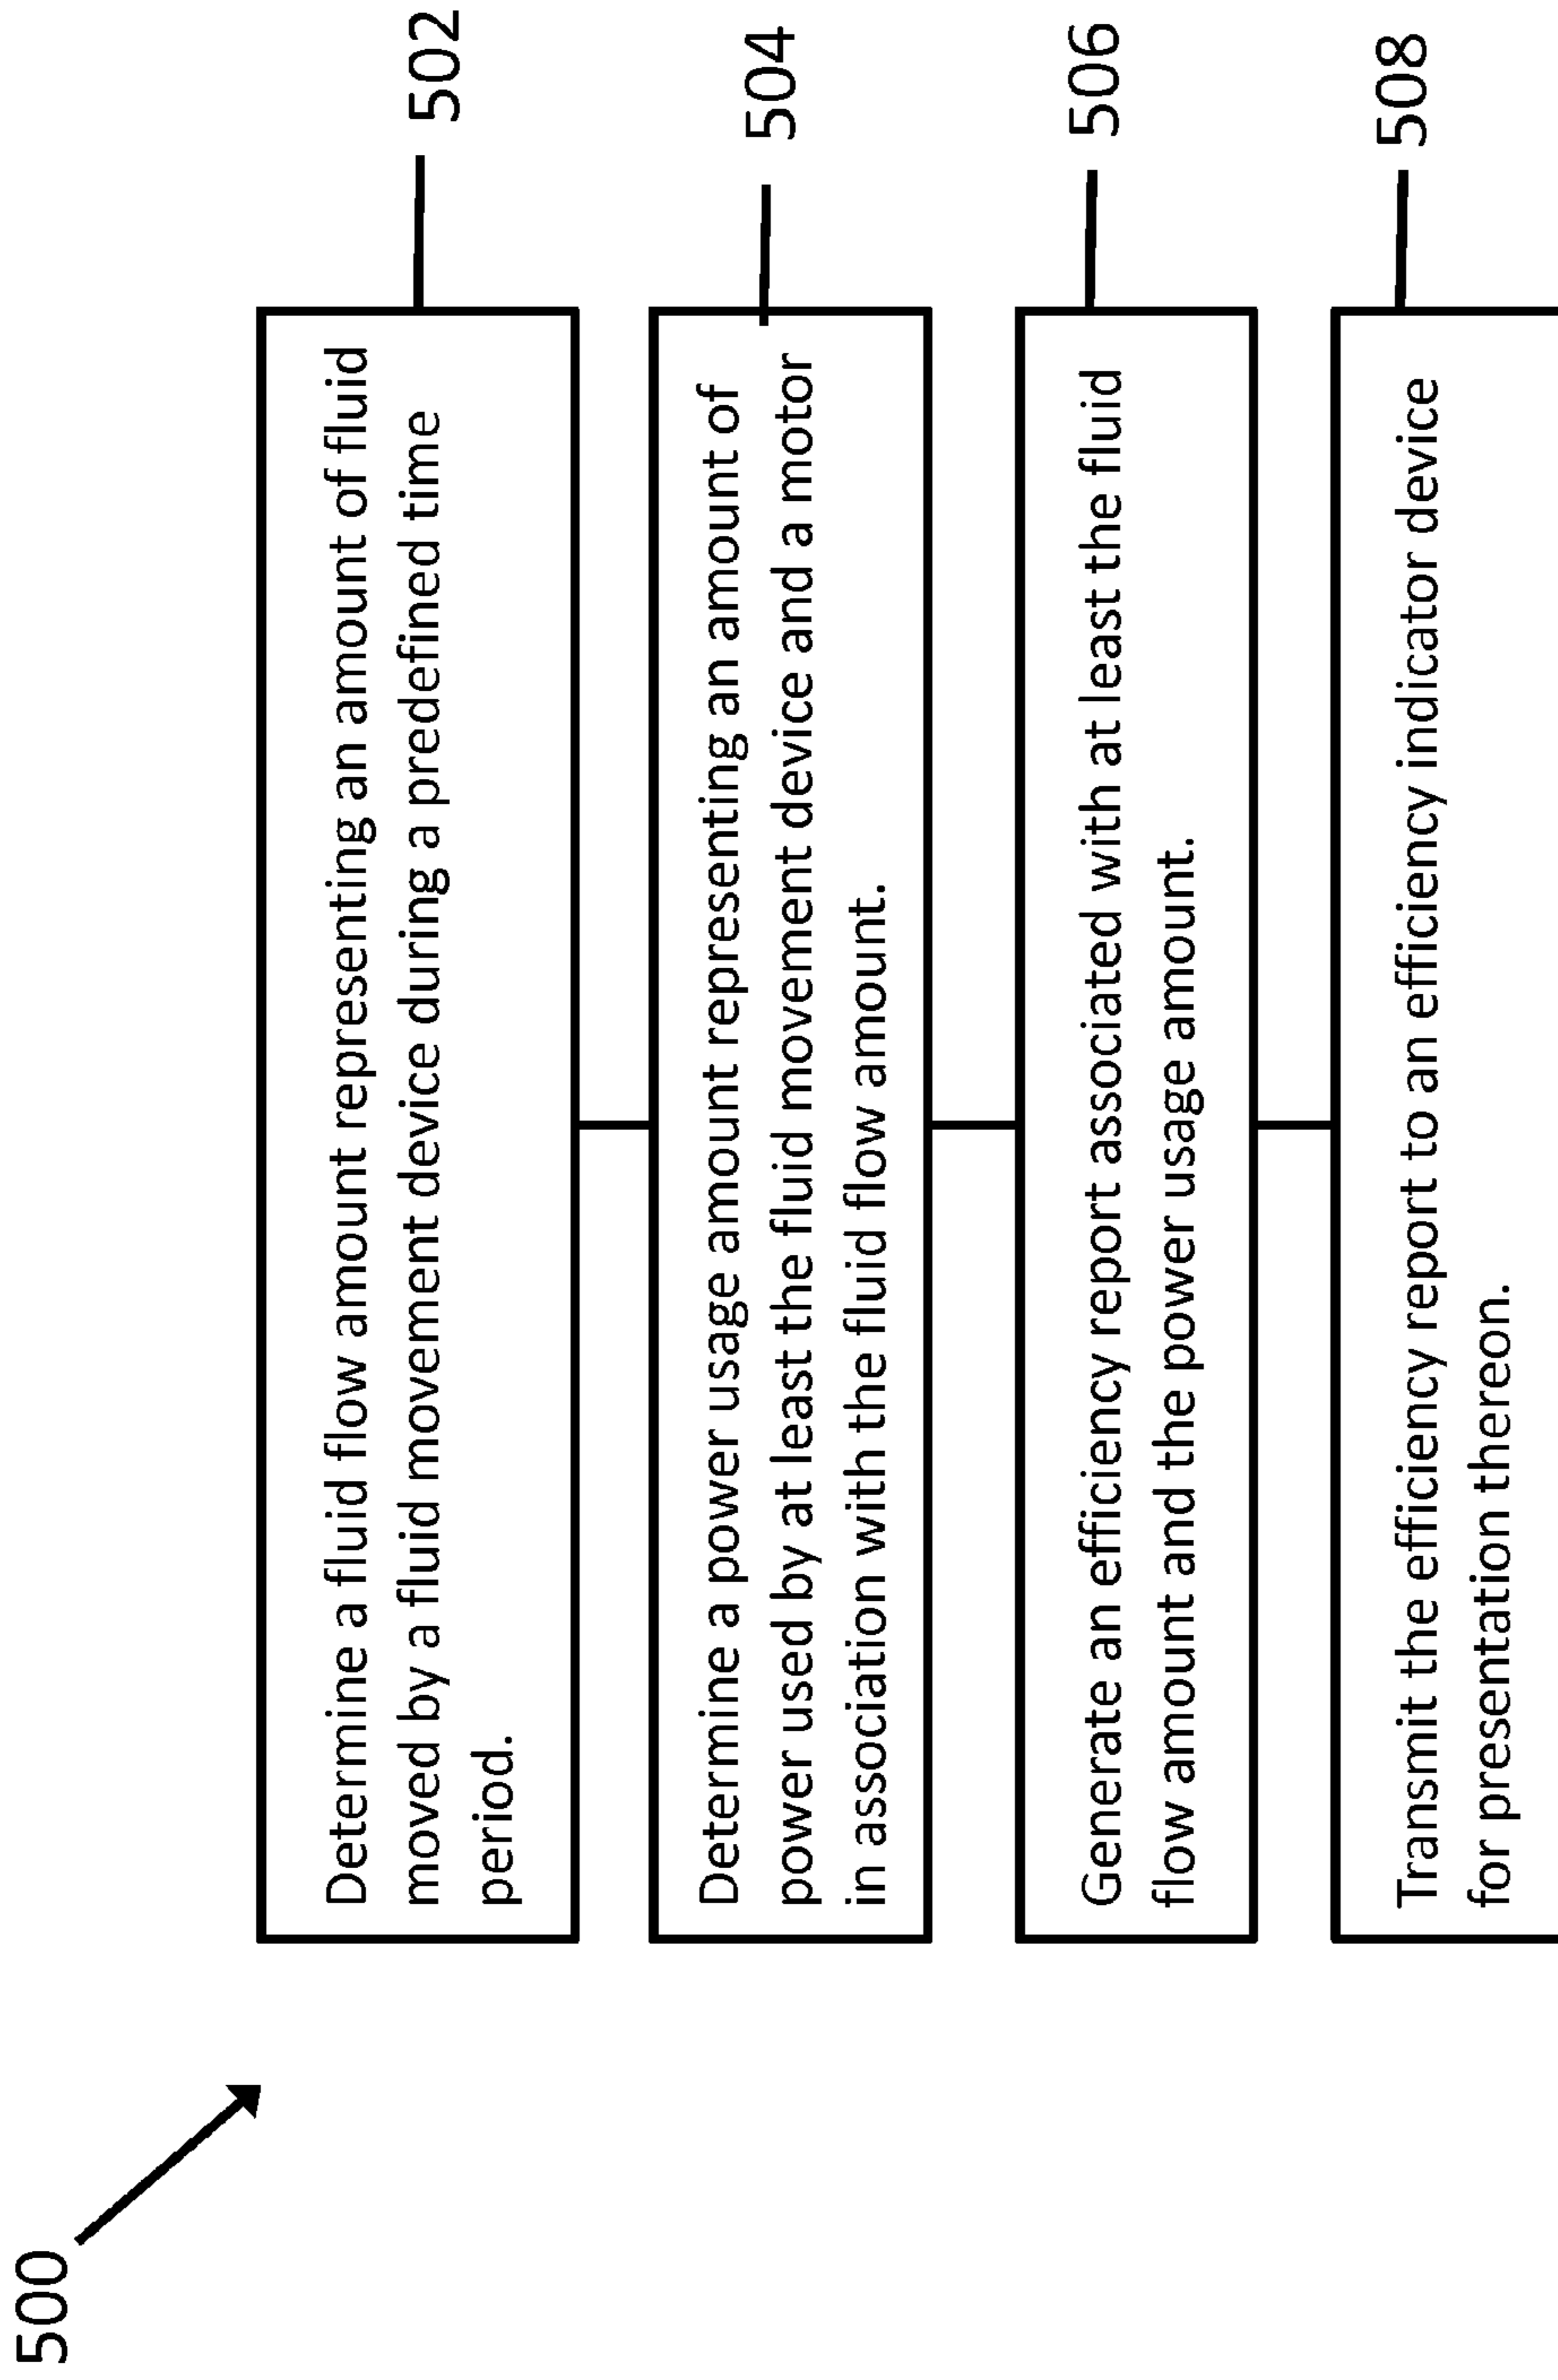 500
Determine a fluid flow amount representing an amount of fluid
moved by a fluid movement device during a predefined time
period.
502
Determine a power usage amount representing an amount of
power used by at least the fluid movement device and a motor
in association with the fluid flow amount.
504
Generate an efficiency report associated with at least the fluid
flow amount and the power usage amount.
506
Transmit the efficiency report to an efficiency indicator device
for presentation thereon.
508